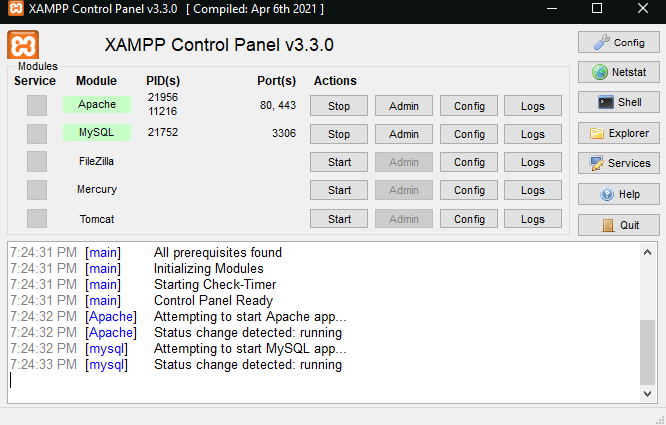 XAMPP Control Panel v3.3.0 [ Compiled: Apr 6th 2021 ]
XAMPP Control Panel v3.3.0
Config
Modules
Service Module PID(s) Port(s) Actions
Netstat
Apache 21956 11216 80, 443 Stop Admin Config Logs
Shell
MySQL 21752 3306 Stop Admin Config Logs
Explorer
FileZilla Start Admin Config Logs
Services
Mercury Start Admin Config Logs
Help
Tomcat Start Admin Config Logs
Quit
7:24:31 PM [main] All prerequisites found
7:24:31 PM [main] Initializing Modules
7:24:31 PM [main] Starting Check-Timer
7:24:31 PM [main] Control Panel Ready
7:24:32 PM [Apache] Attempting to start Apache app...
7:24:32 PM [Apache] Status change detected: running
7:24:32 PM [mysql] Attempting to start MySQL app...
7:24:33 PM [mysql] Status change detected: running